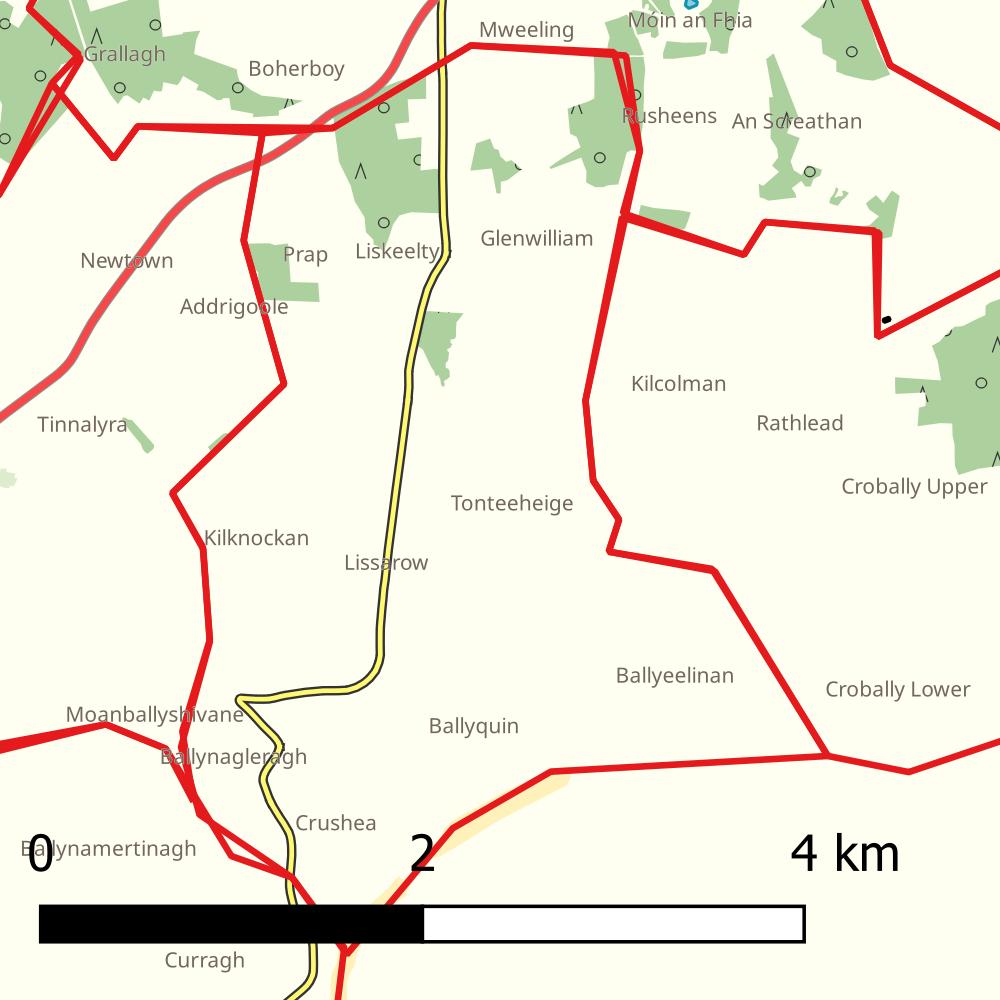 Móin an Fhia
Mweeling
Grallagh
Boherboy
Rusheens
An Screathan
Glenwilliam
Liskeelty
Prap
Newtown
Addrigoole
Kilcolman
Rathlead
Tinnalyra
Crobally Upper
Tonteeheige
Kilknockan
Lissarow
Ballyeelinan
Crobally Lower
Moanballyshivane
Ballyquin
Ballynagleragh
Crushea
Ballynamertinagh
0 2 4 km
Curragh